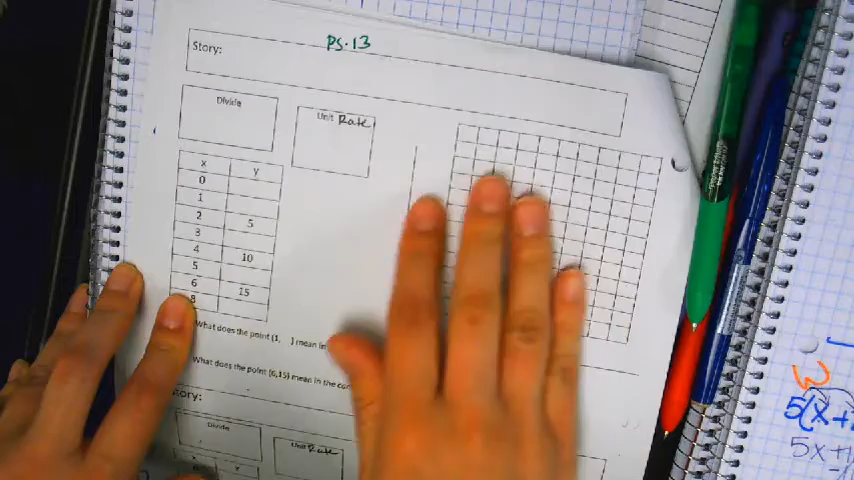 ps.13
Story:
Divide
Unit Rate
x y
0
1
2 5
3
4 10
5
6 15
8
What does the point (1, ) mean in
What does the point (6,15) mean in the con
Story:
Divide
Unit Rate
x y
w
5(x+
5x+